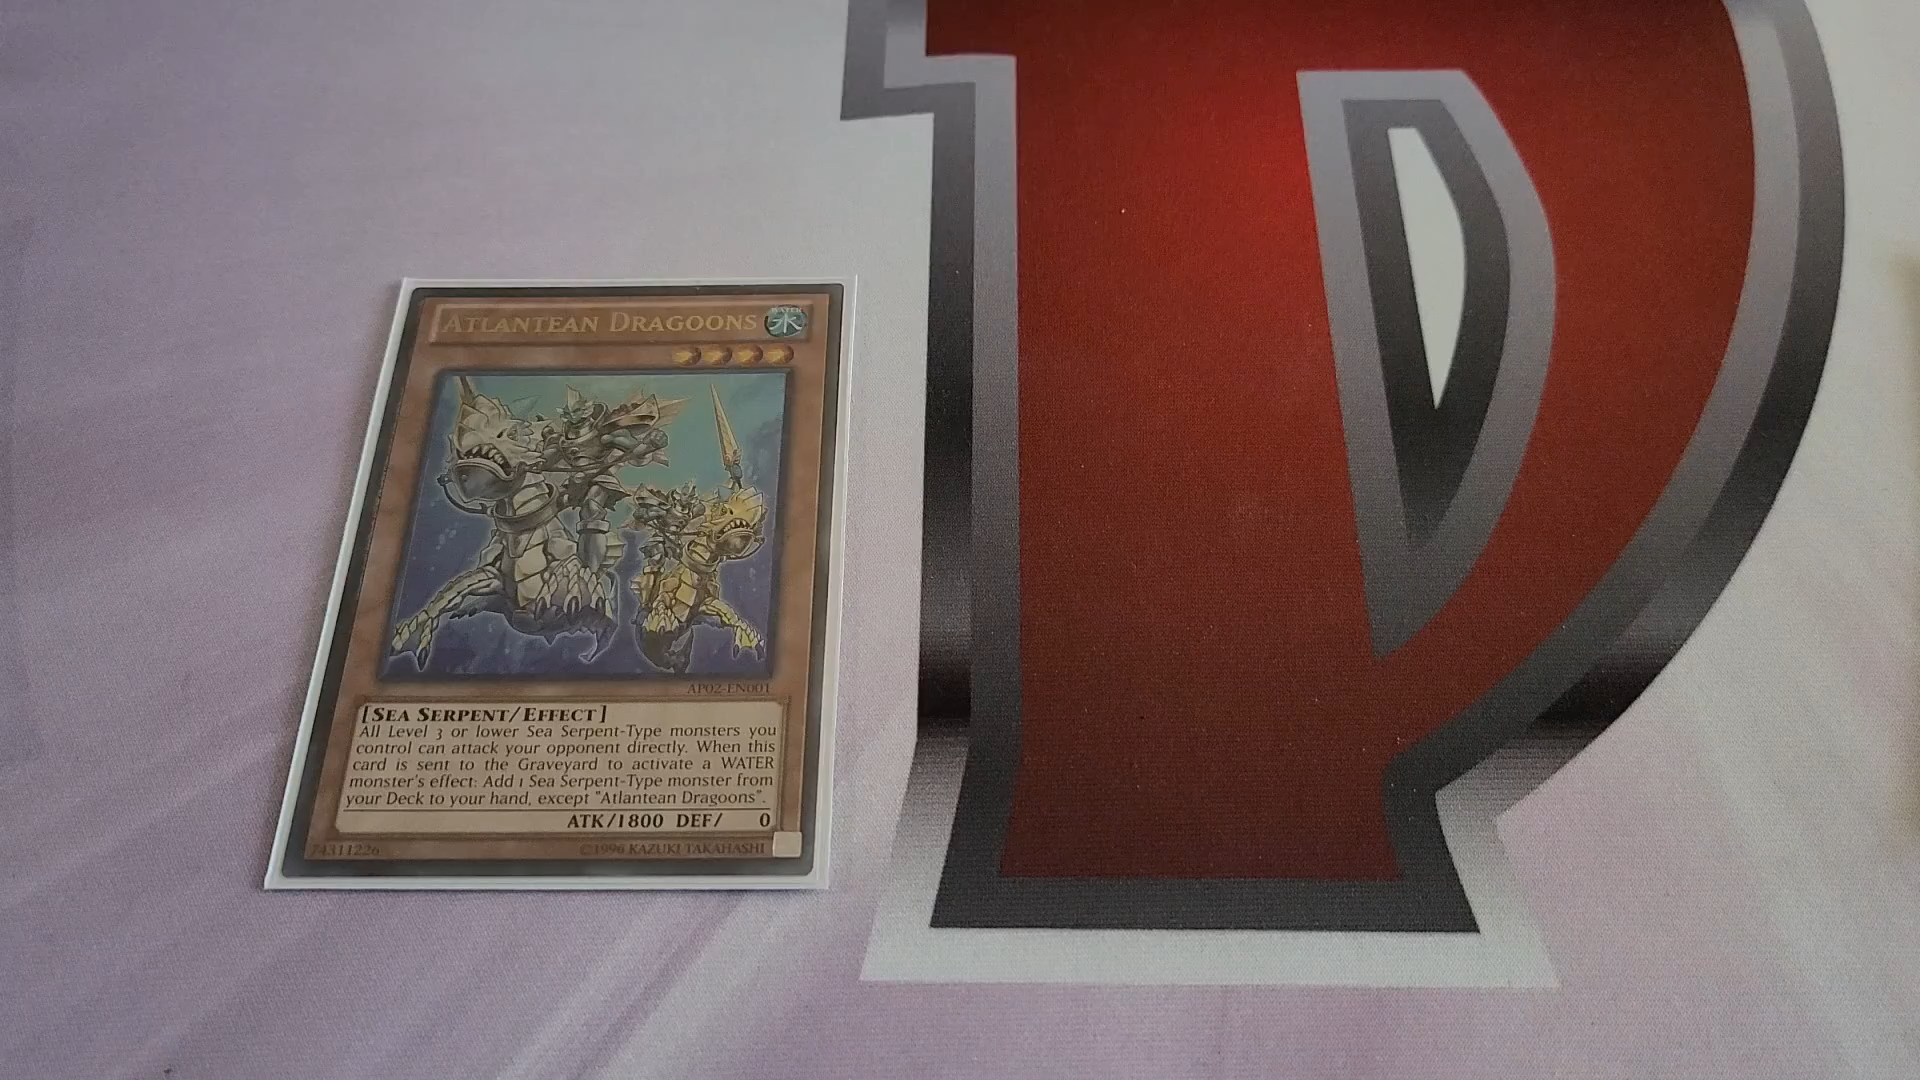 ATLANTEAN DRAGOONS
WATER
水
AP02-EN001
[SEA SERPENT/EFFECT]
All Level 3 or lower Sea Serpent-Type monsters you
control can attack your opponent directly. When this
card is sent to the Graveyard to activate a WATER
monster's effect: Add 1 Sea Serpent-Type monster from
your Deck to your hand, except "Atlantean Dragoons".
ATK/1800 DEF/ 0
74311226
©1996 KAZUKI TAKAHASHI